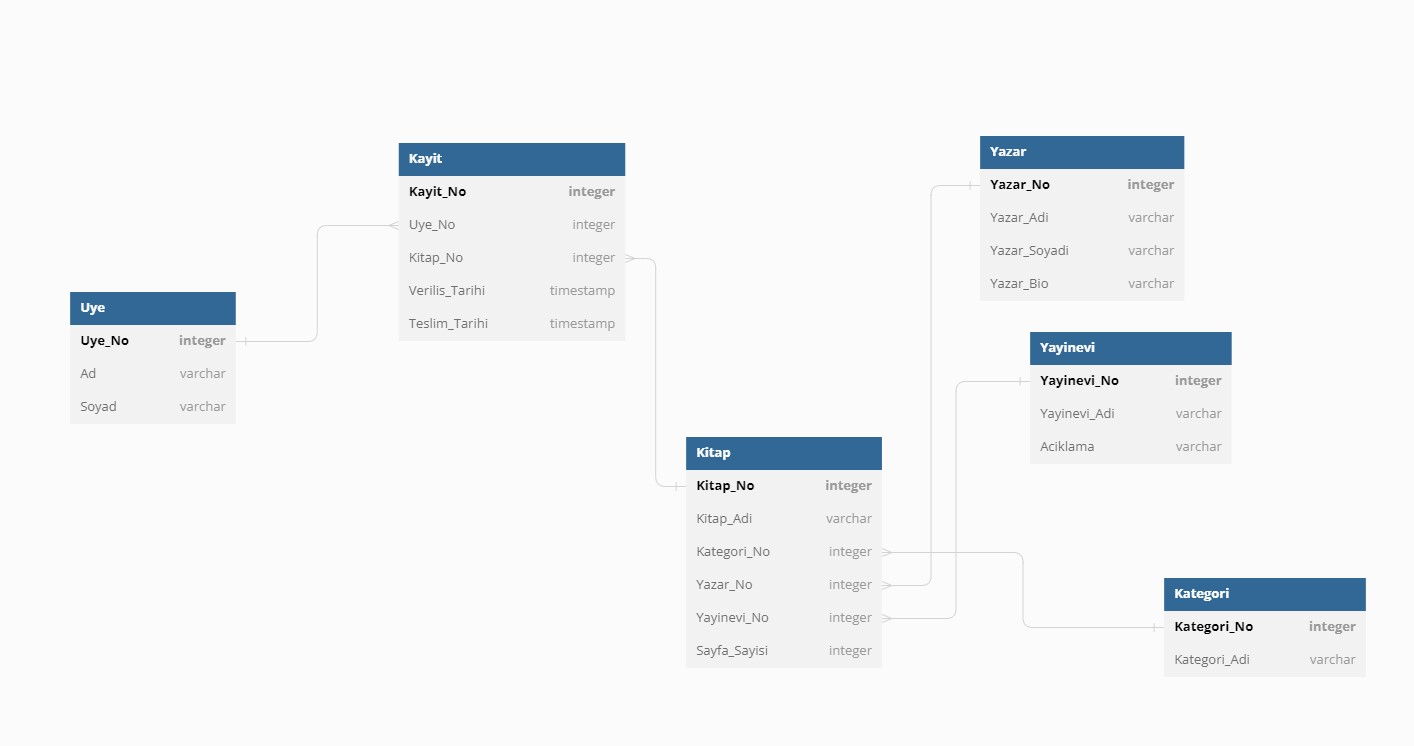 Uye
Uye_No integer
Ad varchar
Soyad varchar
Kayit
Kayit_No integer
Uye_No integer
Kitap_No integer
Verilis_Tarihi timestamp
Teslim_Tarihi timestamp
Kitap
Kitap_No integer
Kitap_Adi varchar
Kategori_No integer
Yazar_No integer
Yayinevi_No integer
Sayfa_Sayisi integer
Yazar
Yazar_No integer
Yazar_Adi varchar
Yazar_Soyadi varchar
Yazar_Bio varchar
Yayinevi
Yayinevi_No integer
Yayinevi_Adi varchar
Aciklama varchar
Kategori
Kategori_No integer
Kategori_Adi varchar